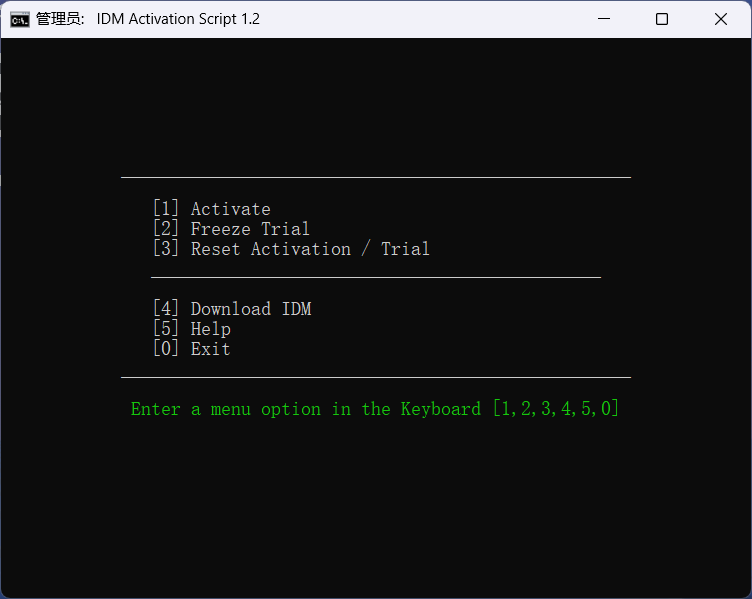 管理员: IDM Activation Script 1.2
[1] Activate
[2] Freeze Trial
[3] Reset Activation / Trial
[4] Download IDM
[5] Help
[0] Exit
Enter a menu option in the Keyboard [1,2,3,4,5,0]